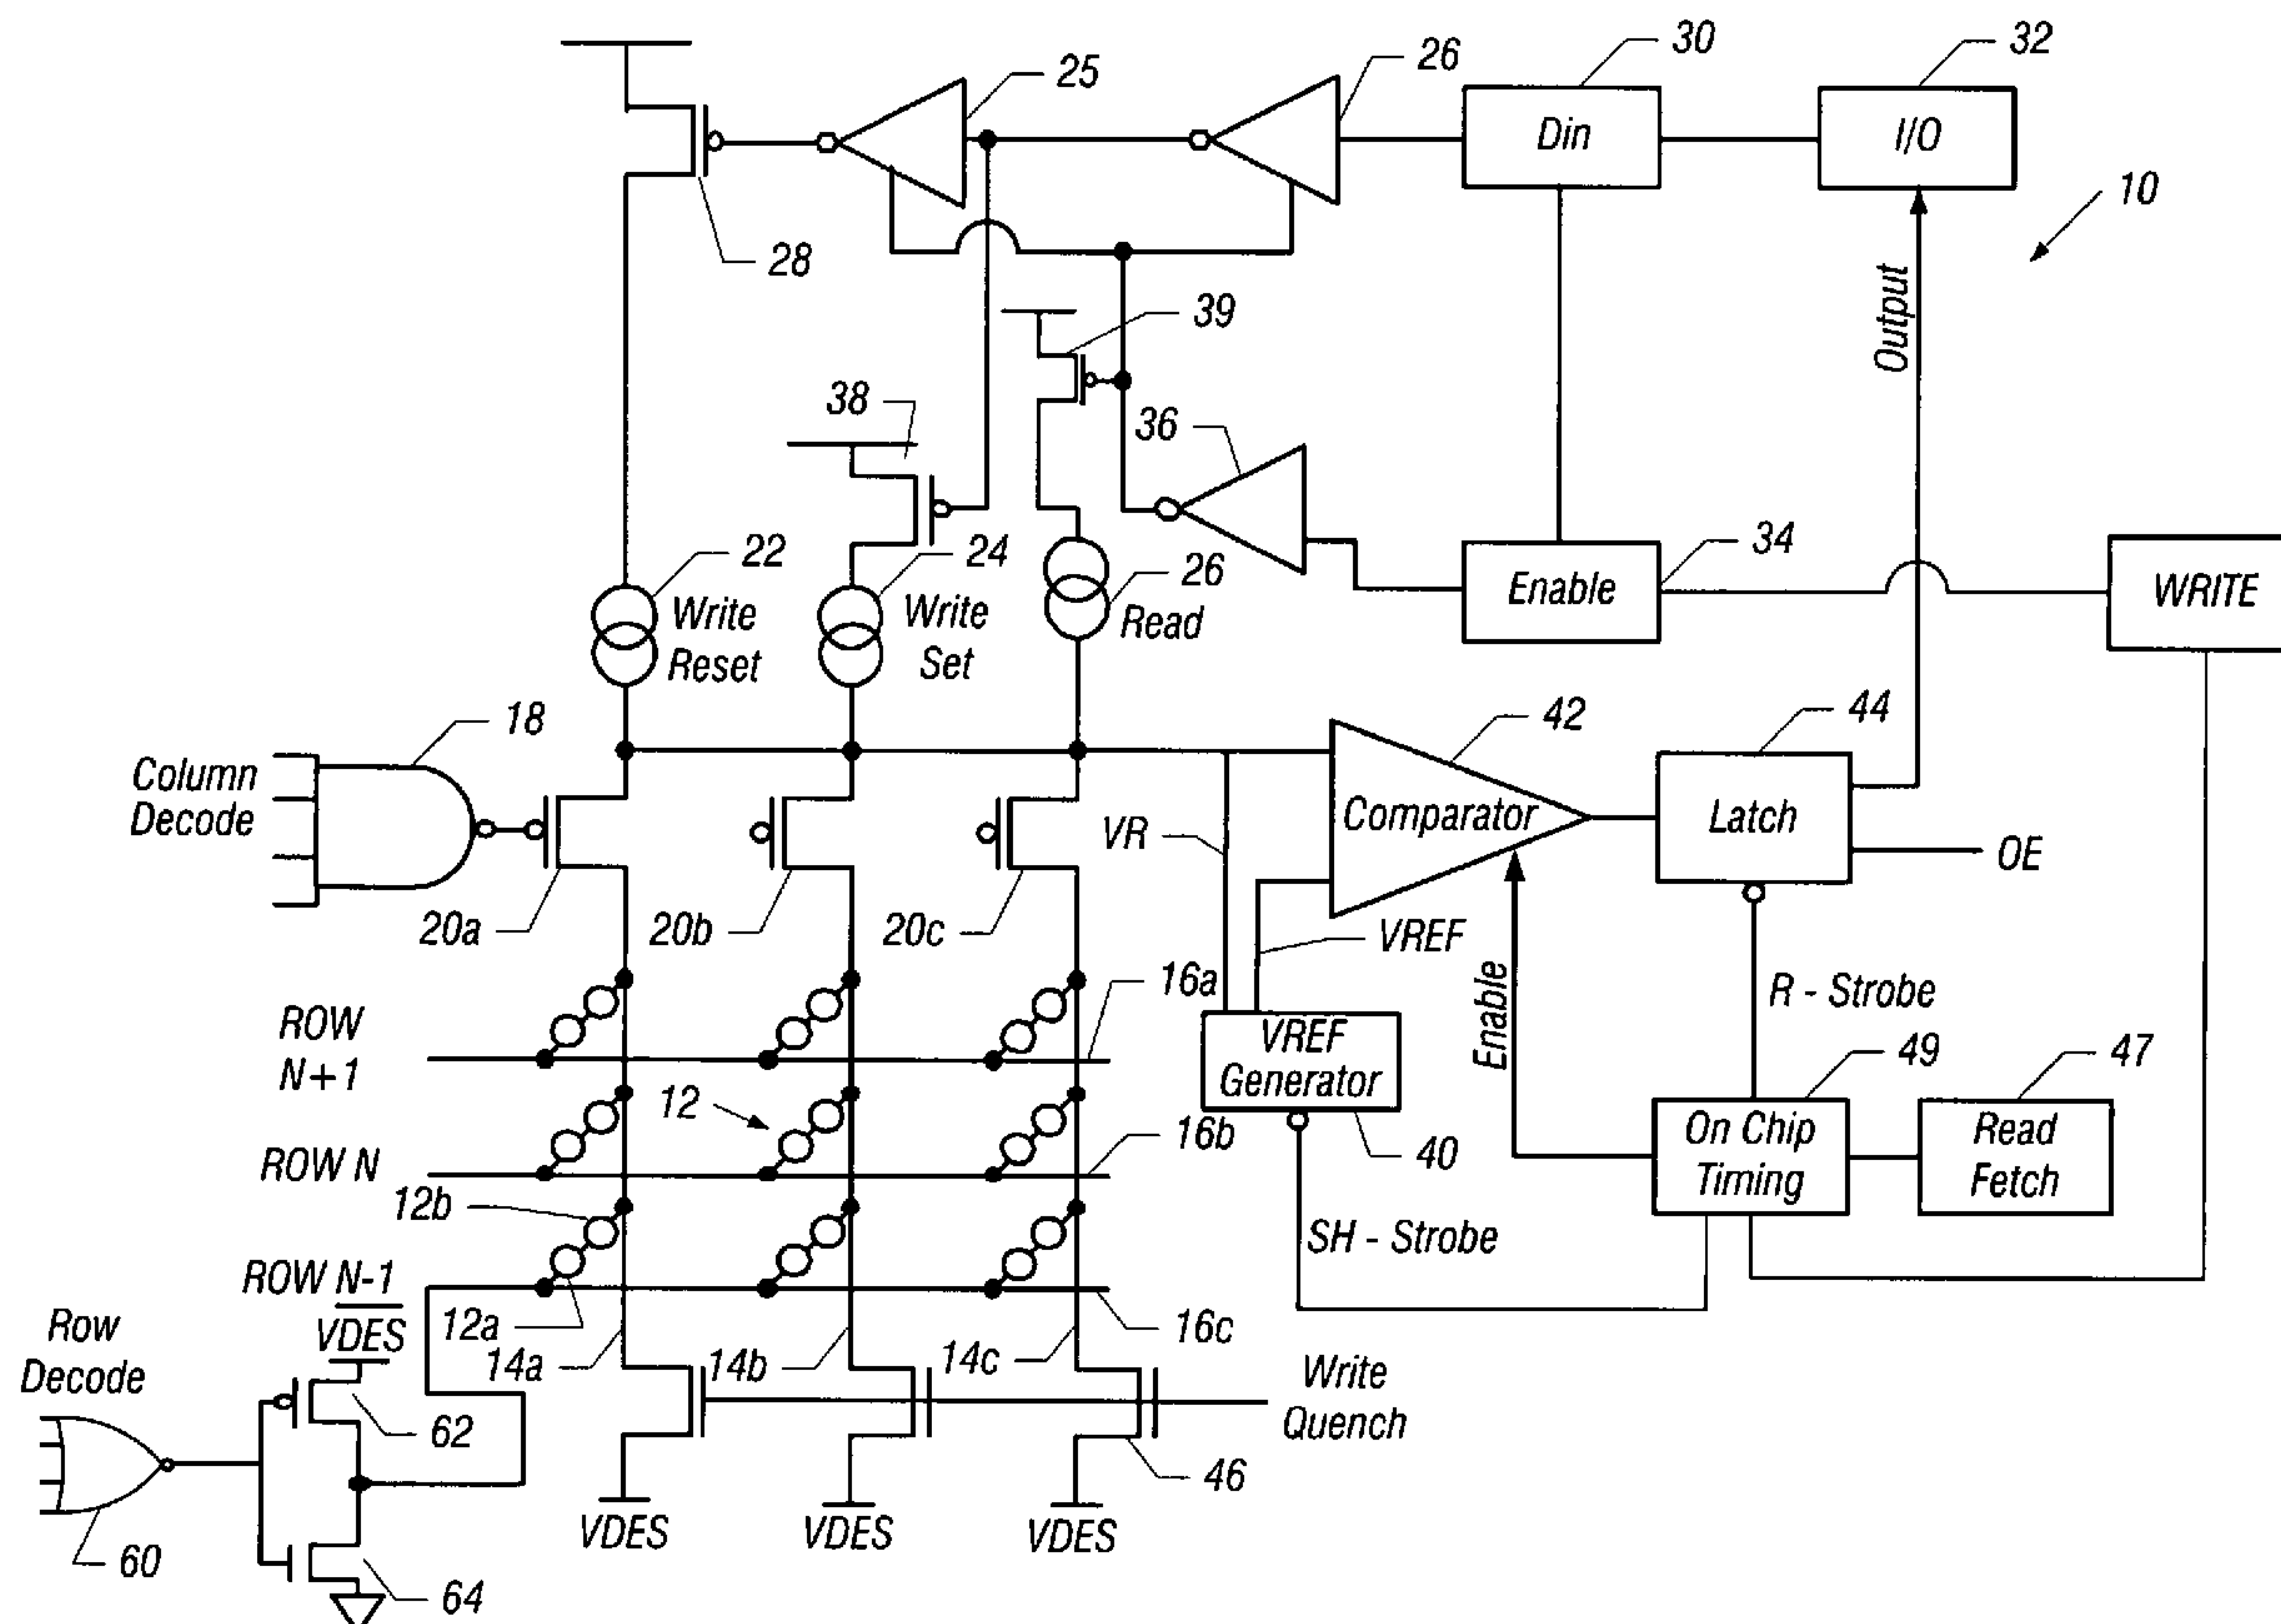 30
32
25
26
Din
I/O
10
28
39
Output
38
36
22
24
34
26
Write
Reset
Write
Set
Read
Enable
WRITE
18
42
44
Column
Decode
Comparator
Latch
VR
OE
20a
20b
20c
VREF
16a
Enable
R - Strobe
ROW
N+1
VREF
Generator
49
47
12
16b
40
On Chip
Timing
Read
Fetch
ROW N
12b
SH - Strobe
ROW N-1
VDES
12a
16c
Row
Decode
14a
14b
14c
Write
Quench
62
46
VDES
VDES
VDES
60
64